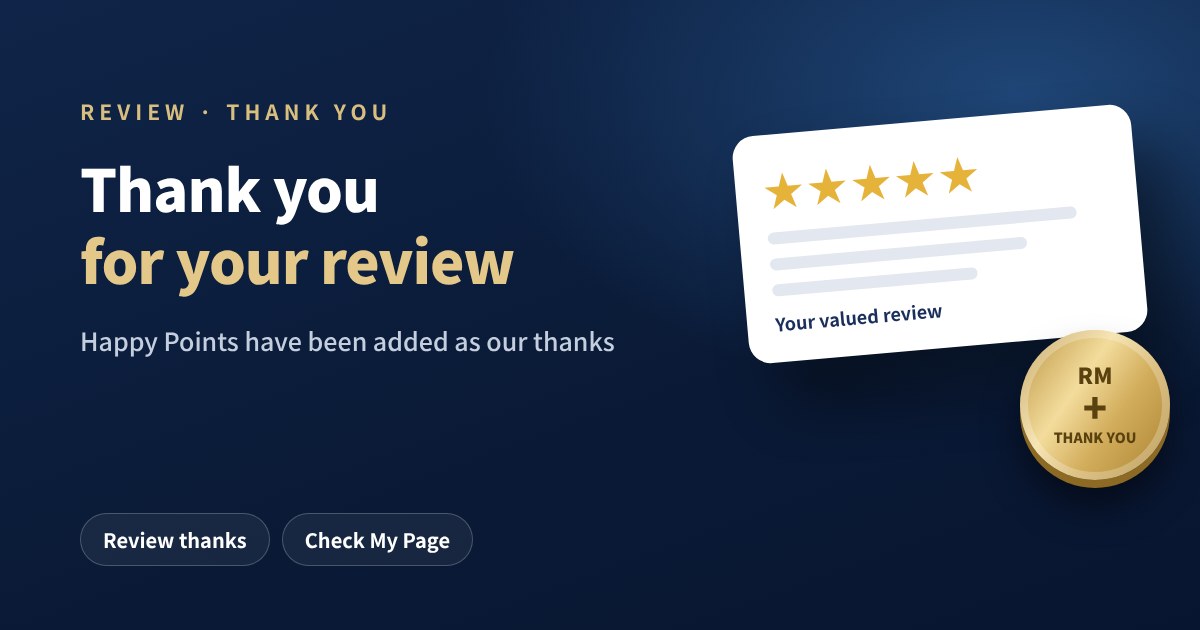 REVIEW · THANK YOU
Thank you
for your review
Happy Points have been added as our thanks
Your valued review
RM
+
THANK YOU
Review thanks
Check My Page